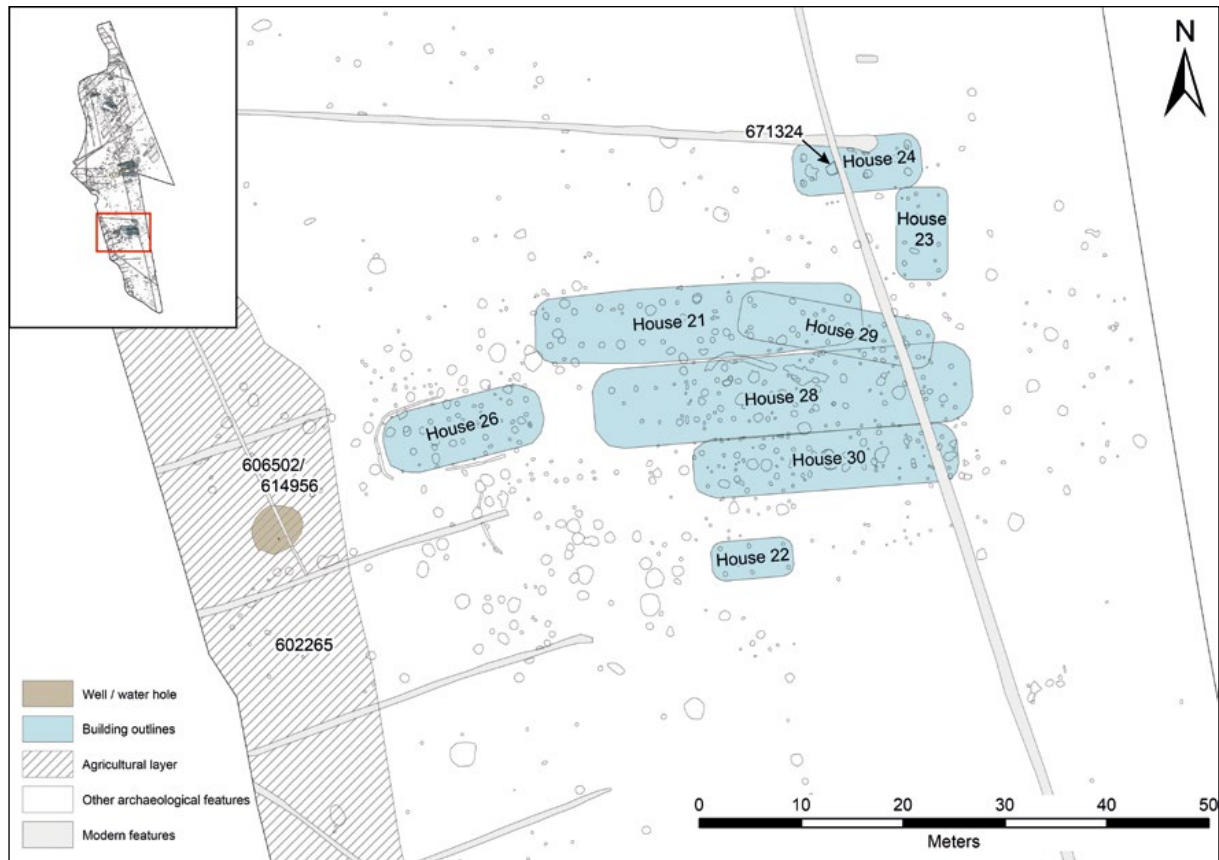 N
671324
House 24
House
23
House 21
House 29
House 28
House 26
House 30
606502/
614956
House 22
602265
Well / water hole
Building outlines
Agricultural layer
Other archaeological features
Modern features
0 10 20 30 40 50
Meters